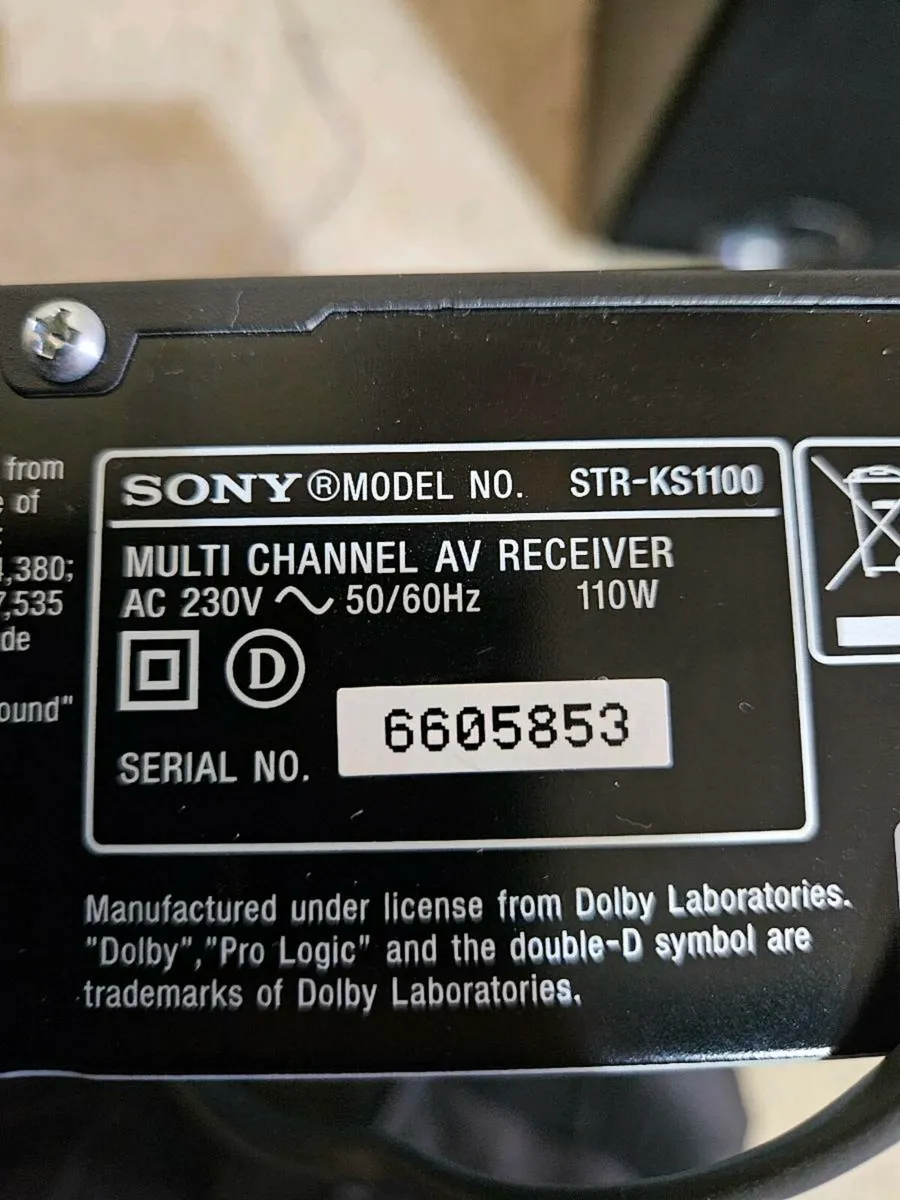 from
of
,380;
,535
de
ound"
SONY® MODEL NO. STR-KS1100
MULTI CHANNEL AV RECEIVER
AC 230V ～ 50/60Hz 110W
D
SERIAL NO. 6605853
Manufactured under license from Dolby Laboratories.
"Dolby","Pro Logic" and the double-D symbol are
trademarks of Dolby Laboratories.